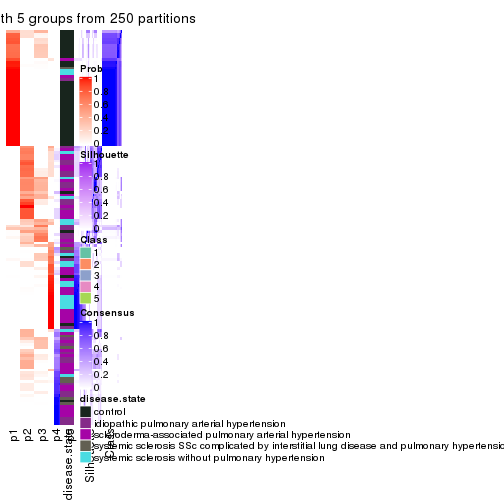 th 5 groups from 250 partitions
Prob
1
0.8
0.6
0.4
0.2
0
Silhouette
1
0.8
0.6
0.4
0.2
0
Class
1
2
3
4
5
Consensus
1
0.8
0.6
0.4
0.2
0
disease.state
control
idiopathic pulmonary arterial hypertension
scleroderma-associated pulmonary arterial hypertension
systemic sclerosis SSc complicated by interstitial lung disease and pulmonary hypertensio
systemic sclerosis without pulmonary hypertension
p1
p2
p3
p4
disease.state
Silh
Class